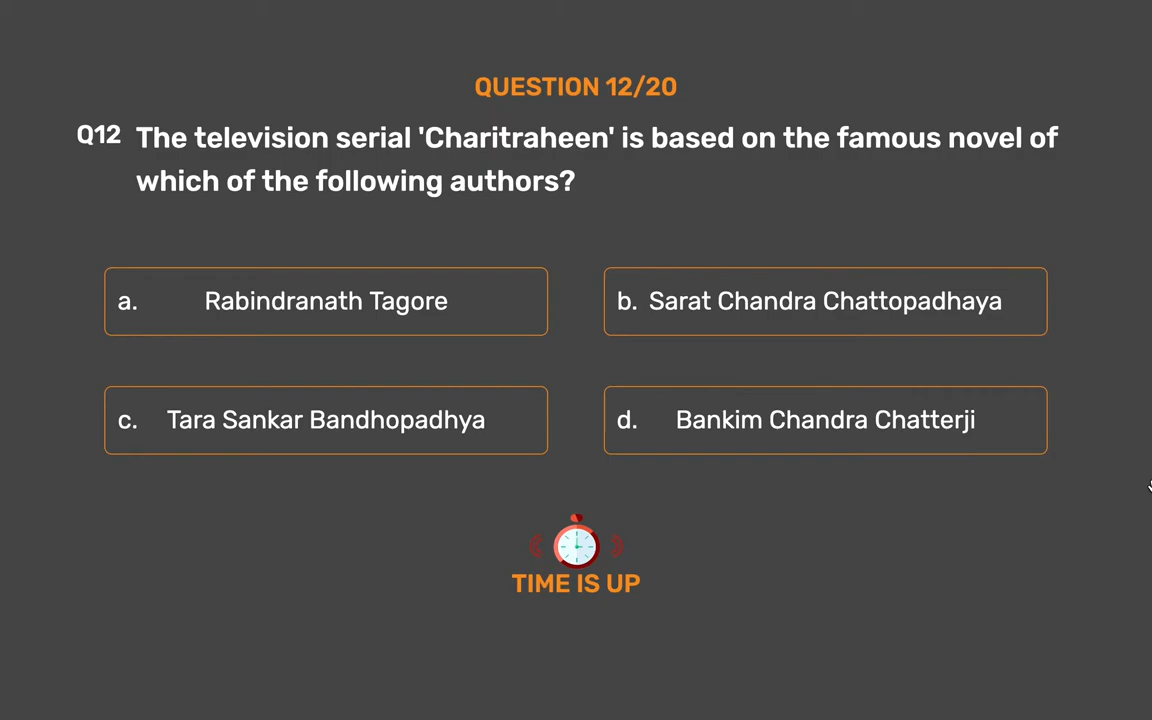 QUESTION 12/20
Q12 The television serial 'Charitraheen' is based on the famous novel of
which of the following authors?
a. Rabindranath Tagore
b. Sarat Chandra Chattopadhaya
c. Tara Sankar Bandhopadhya
d. Bankim Chandra Chatterji
TIME IS UP